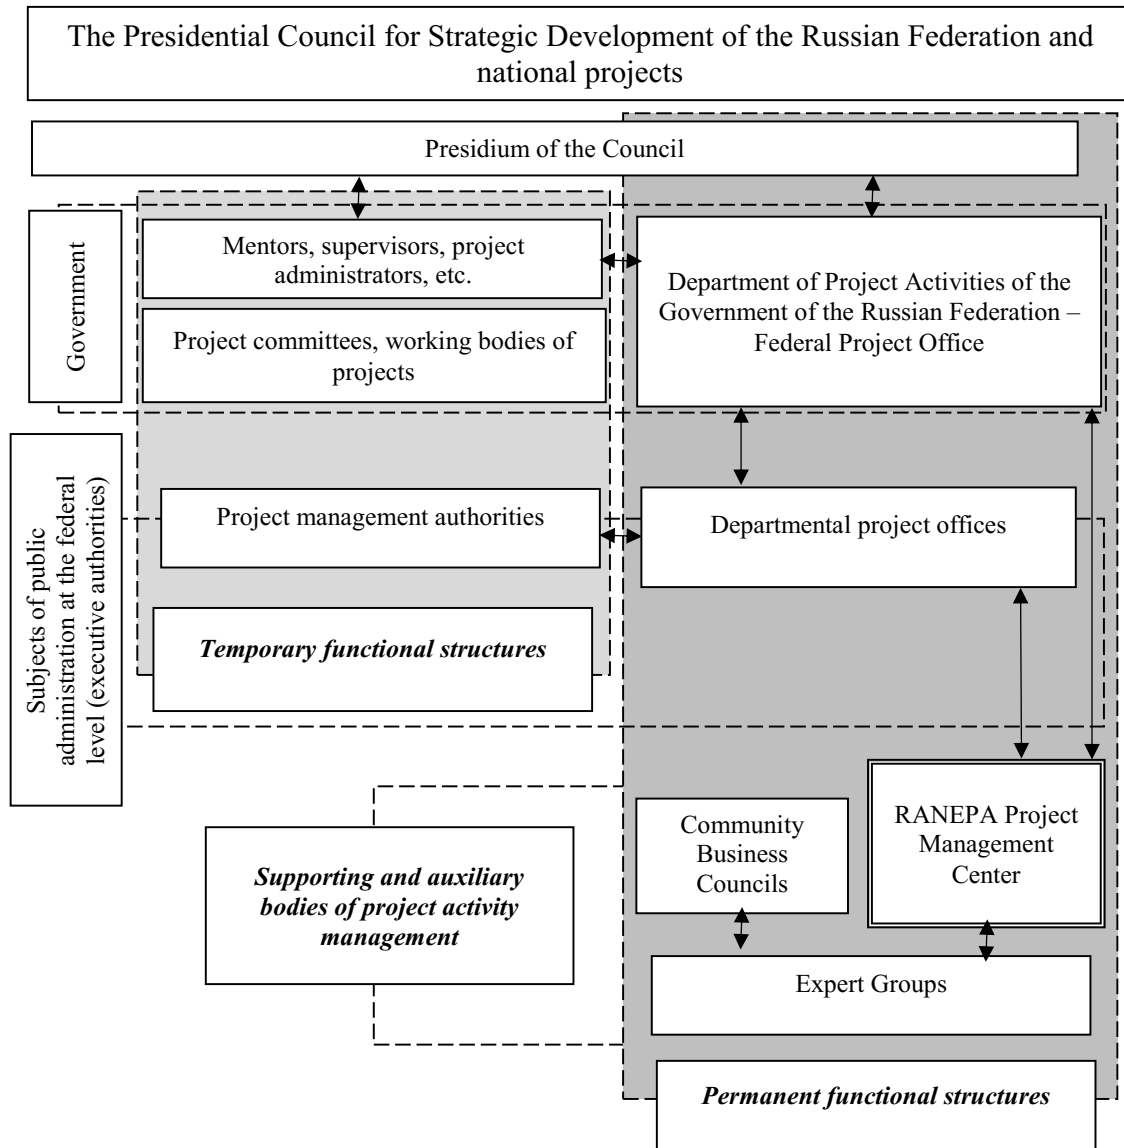 The Presidential Council for Strategic Development of the Russian Federation and
national projects
Presidium of the Council
Government
Mentors, supervisors, project
administrators, etc.
Project committees, working bodies of
projects
Department of Project Activities of the
Government of the Russian Federation –
Federal Project Office
Subjects of public
administration at the federal
level (executive authorities)
Project management authorities
Departmental project offices
Temporary functional structures
Supporting and auxiliary
bodies of project activity
management
Community
Business
Councils
RANEPA Project
Management
Center
Expert Groups
Permanent functional structures